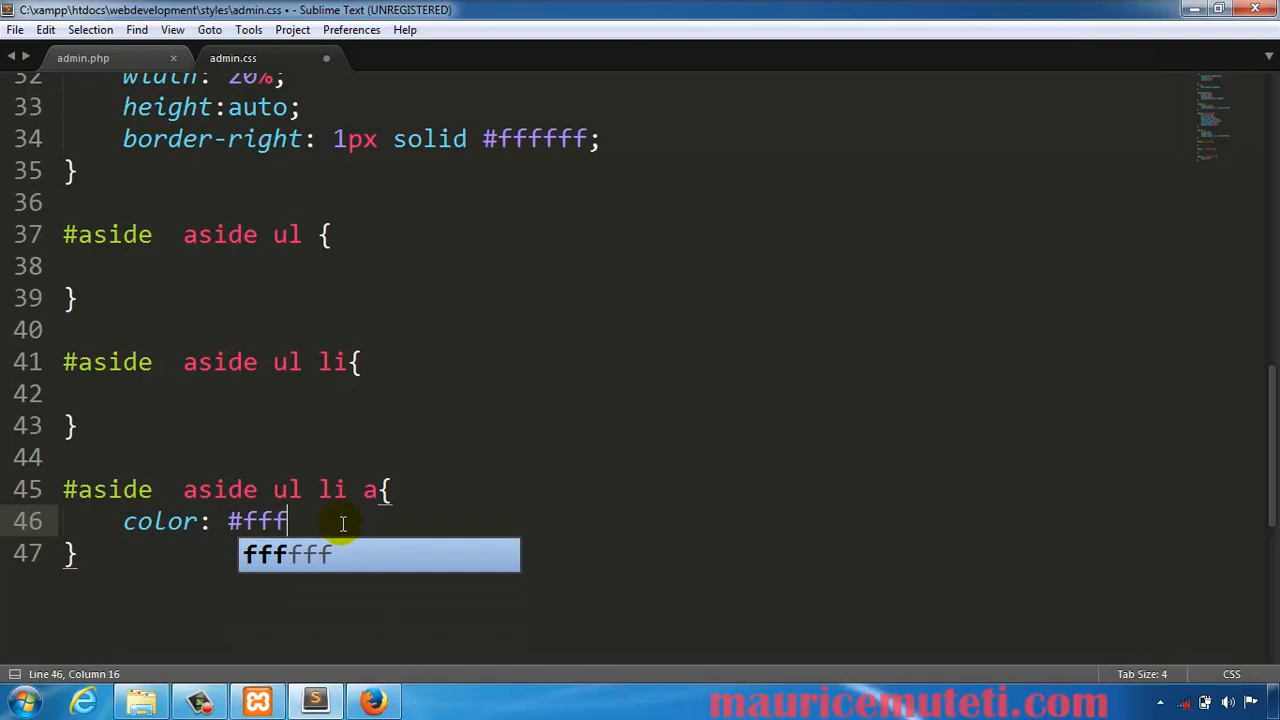 C:\xampp\htdocs\webdevelopment\styles\admin.css • - Sublime Text (UNREGISTERED)
File Edit Selection Find View Goto Tools Project Preferences Help
admin.php × admin.css
32 width: 20%;
33 height:auto;
34 border-right: 1px solid #ffffff;
35 }
36
37 #aside  aside ul {
38
39 }
40
41 #aside  aside ul li{
42
43 }
44
45 #aside  aside ul li a{
46 color: #fff
ffffff
47 }
Line 46, Column 16 Tab Size: 4 CSS
mauricemuteti.com